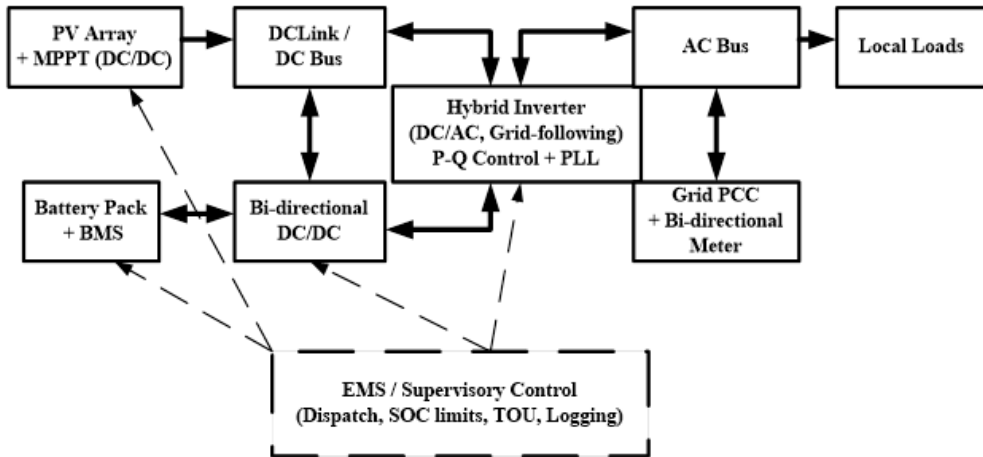 PV Array
+ MPPT (DC/DC)
DCLink /
DC Bus
AC Bus
Local Loads
Hybrid Inverter
(DC/AC, Grid-following)
P-Q Control + PLL
Battery Pack
+ BMS
Bi-directional
DC/DC
Grid PCC
+ Bi-directional
Meter
EMS / Supervisory Control
(Dispatch, SOC limits, TOU, Logging)